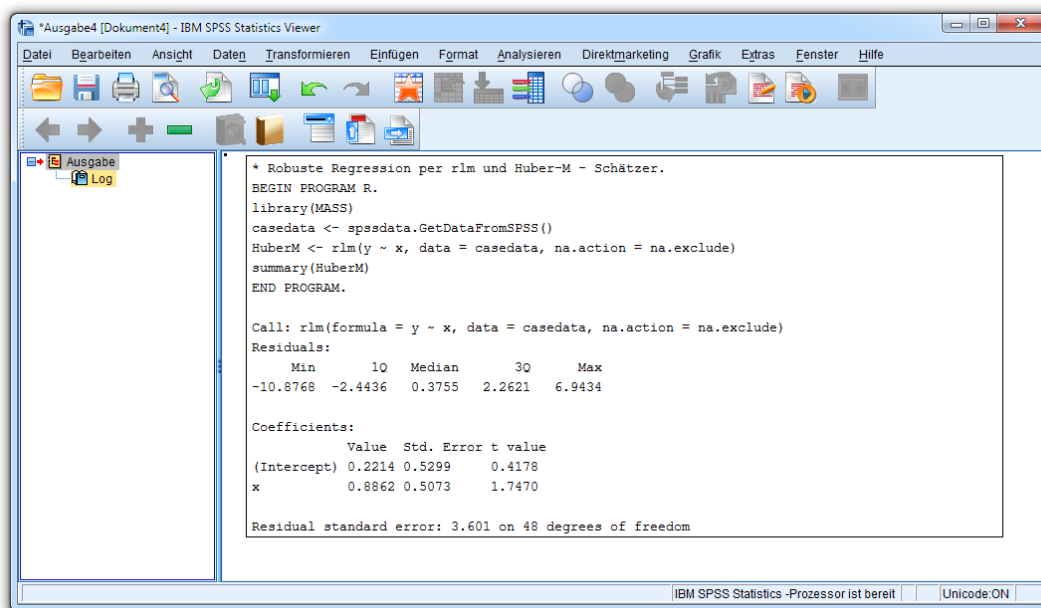 *Ausgabe4 [Dokument4] - IBM SPSS Statistics Viewer
Datei Bearbeiten Ansicht Daten Transformieren Einfügen Format Analysieren Direktmarketing Grafik Extras Fenster Hilfe
Ausgabe
Log
* Robuste Regression per rlm und Huber-M - Schätzer.
BEGIN PROGRAM R.
library(MASS)
casedata <- spssdata.GetDataFromSPSS()
HuberM <- rlm(y ~ x, data = casedata, na.action = na.exclude)
summary(HuberM)
END PROGRAM.
Call: rlm(formula = y ~ x, data = casedata, na.action = na.exclude)
Residuals:
Min 1Q Median 3Q Max
-10.8768 -2.4436 0.3755 2.2621 6.9434
Coefficients:
Value Std. Error t value
(Intercept) 0.2214 0.5299 0.4178
x 0.8862 0.5073 1.7470
Residual standard error: 3.601 on 48 degrees of freedom
IBM SPSS Statistics -Prozessor ist bereit Unicode:ON